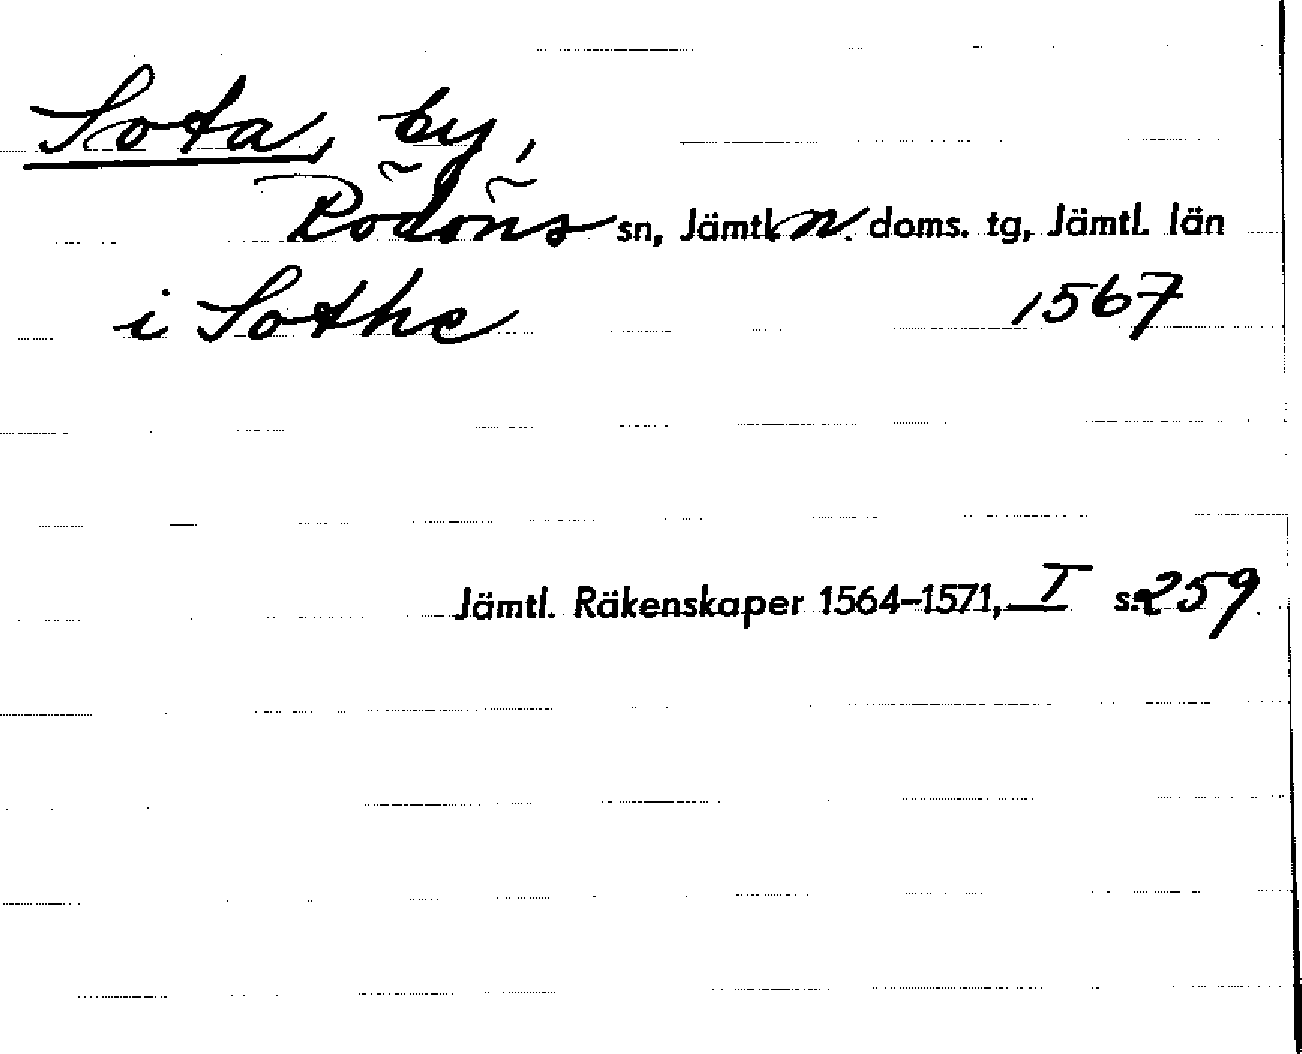 Sota, by,
Rödöns sn, Jämtl. n. doms. tg, Jämtl. län
i Sothe 1567
Jämtl. Räkenskaper 1564-1571, I s. 259